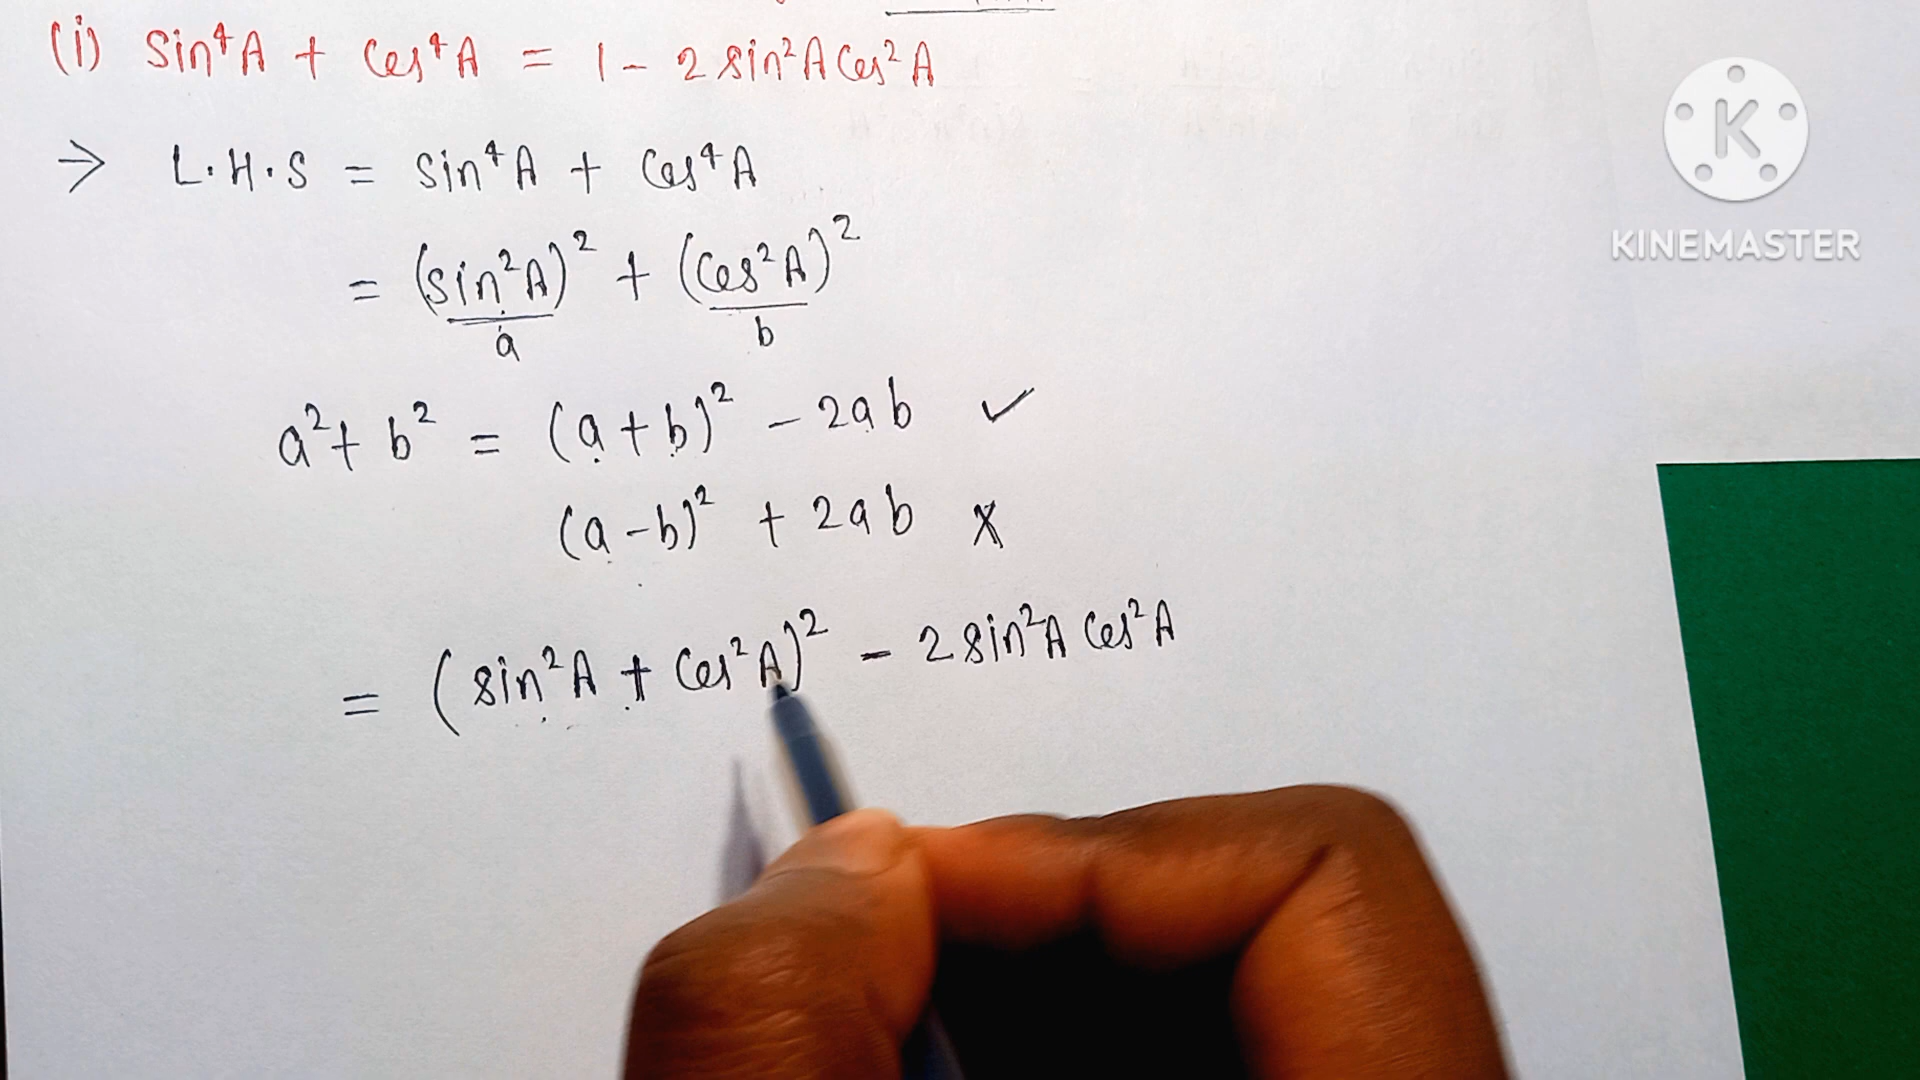 (i) Sin⁴A + Cos⁴A = 1 - 2 sin²A Cos²A
→ L.H.S = Sin⁴A + Cos⁴A
= (sin²A)² + (Cos²A)²
a b
a² + b² = (a + b)² - 2ab ✓
(a - b)² + 2ab ×
= (sin²A + Cos²A)² - 2 sin²A Cos²A
K
KINEMASTER